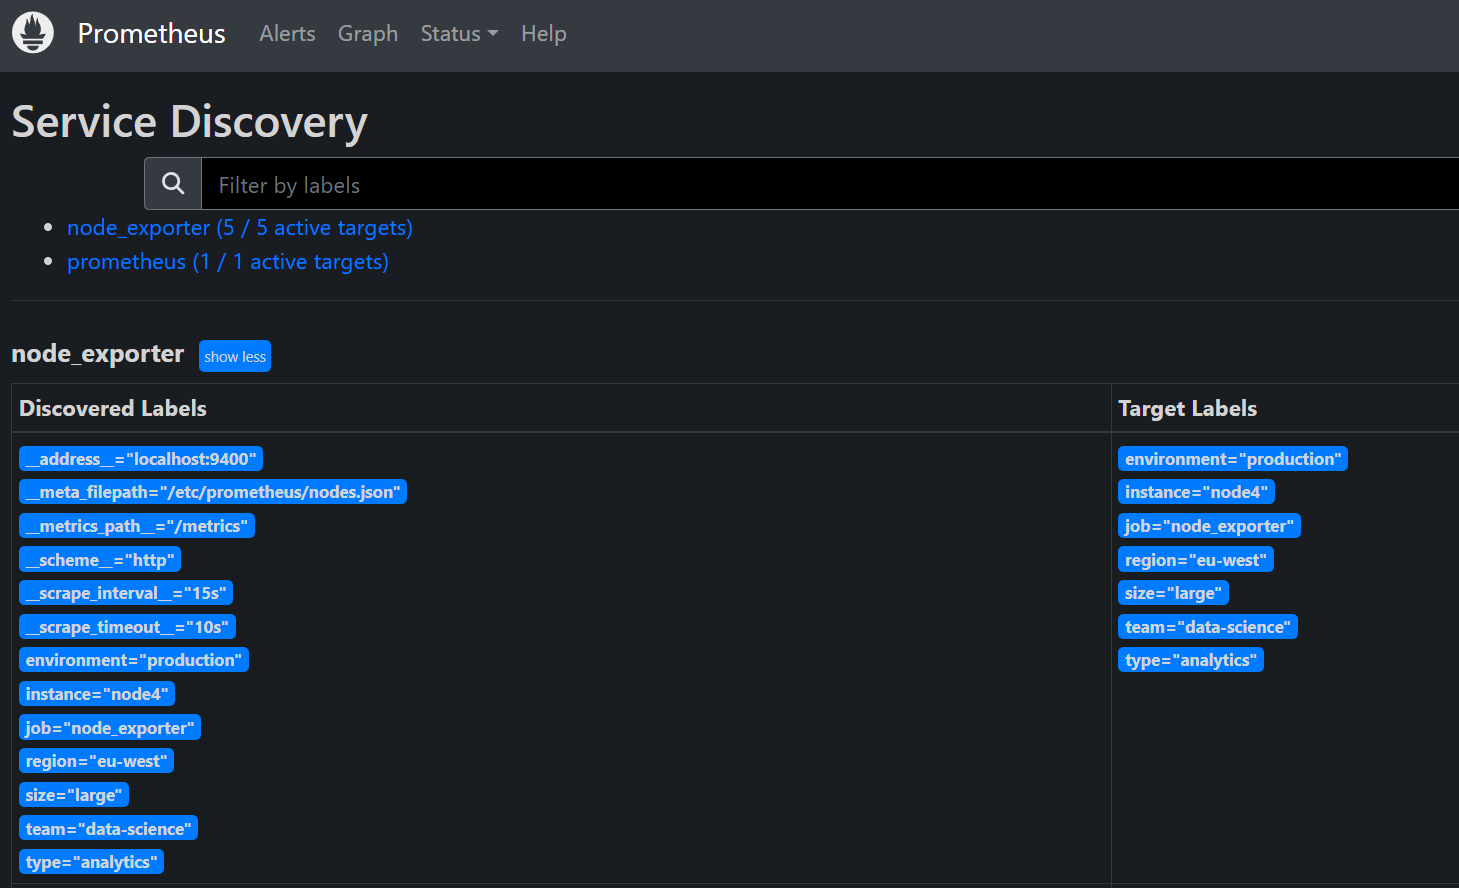 Prometheus Alerts Graph Status Help
Service Discovery
Filter by labels
node_exporter (5 / 5 active targets)
prometheus (1 / 1 active targets)
node_exporter show less
Discovered Labels
__address__="localhost:9400"
__meta_filepath="/etc/prometheus/nodes.json"
__metrics_path__="/metrics"
__scheme__="http"
__scrape_interval__="15s"
__scrape_timeout__="10s"
environment="production"
instance="node4"
job="node_exporter"
region="eu-west"
size="large"
team="data-science"
type="analytics"
Target Labels
environment="production"
instance="node4"
job="node_exporter"
region="eu-west"
size="large"
team="data-science"
type="analytics"